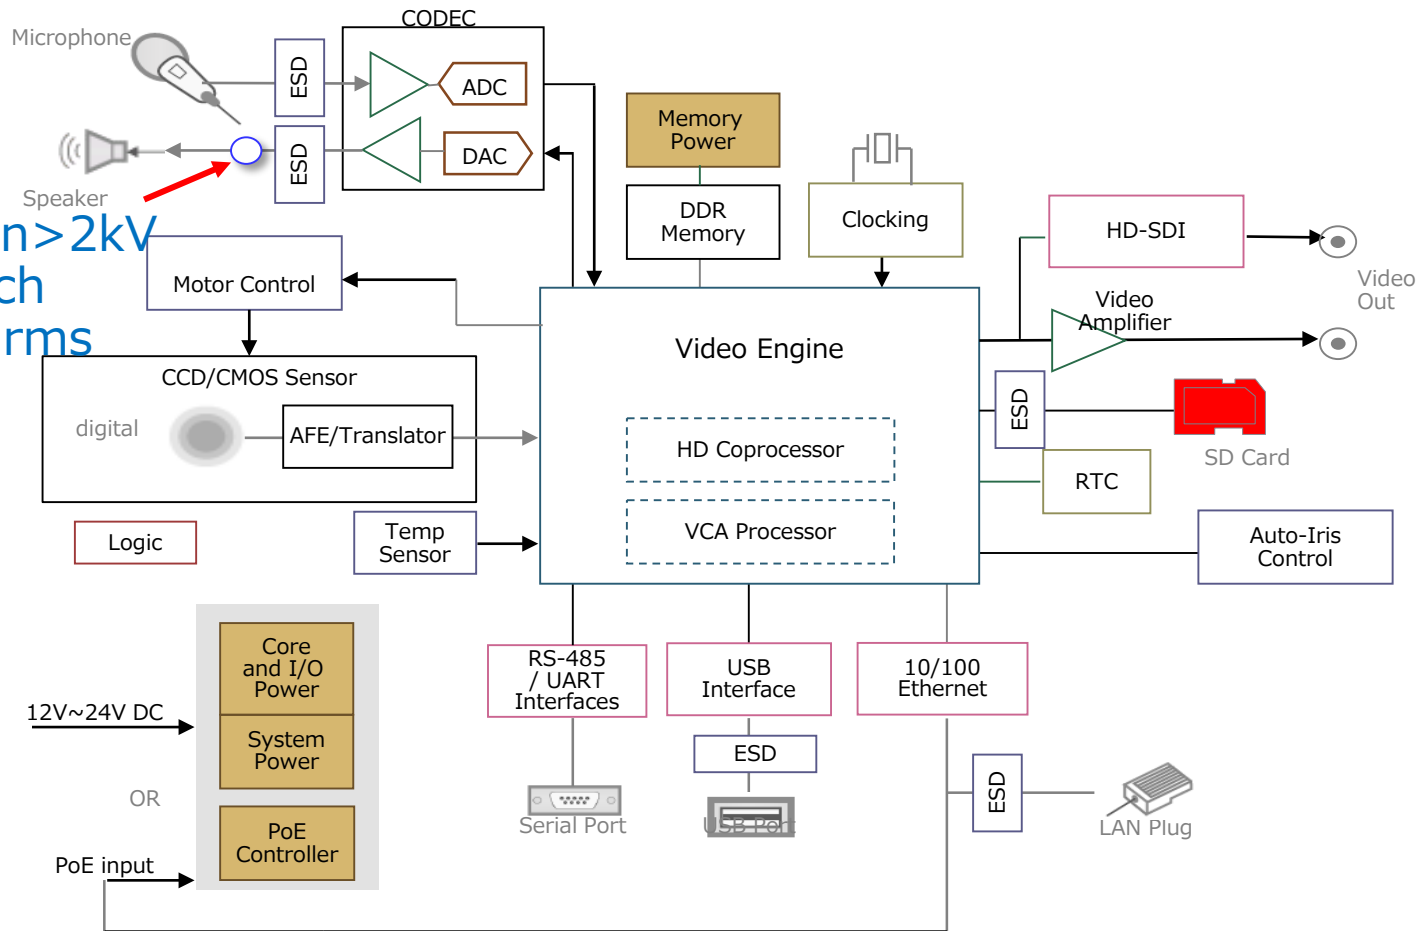 CODEC
Microphone
ESD
ADC
ESD
DAC
Speaker
n>2kV
ch
rms
Memory
Power
DDR
Memory
Clocking
HD-SDI
Video
Out
Video
Amplifier
Motor Control
Video Engine
CCD/CMOS Sensor
digital
AFE/Translator
HD Coprocessor
VCA Processor
ESD
SD Card
RTC
Logic
Temp
Sensor
Auto-Iris
Control
Core
and I/O
Power
12V~24V DC
System
Power
OR
PoE
Controller
PoE input
RS-485
/ UART
Interfaces
USB
Interface
10/100
Ethernet
ESD
ESD
Serial Port
USB Port
LAN Plug